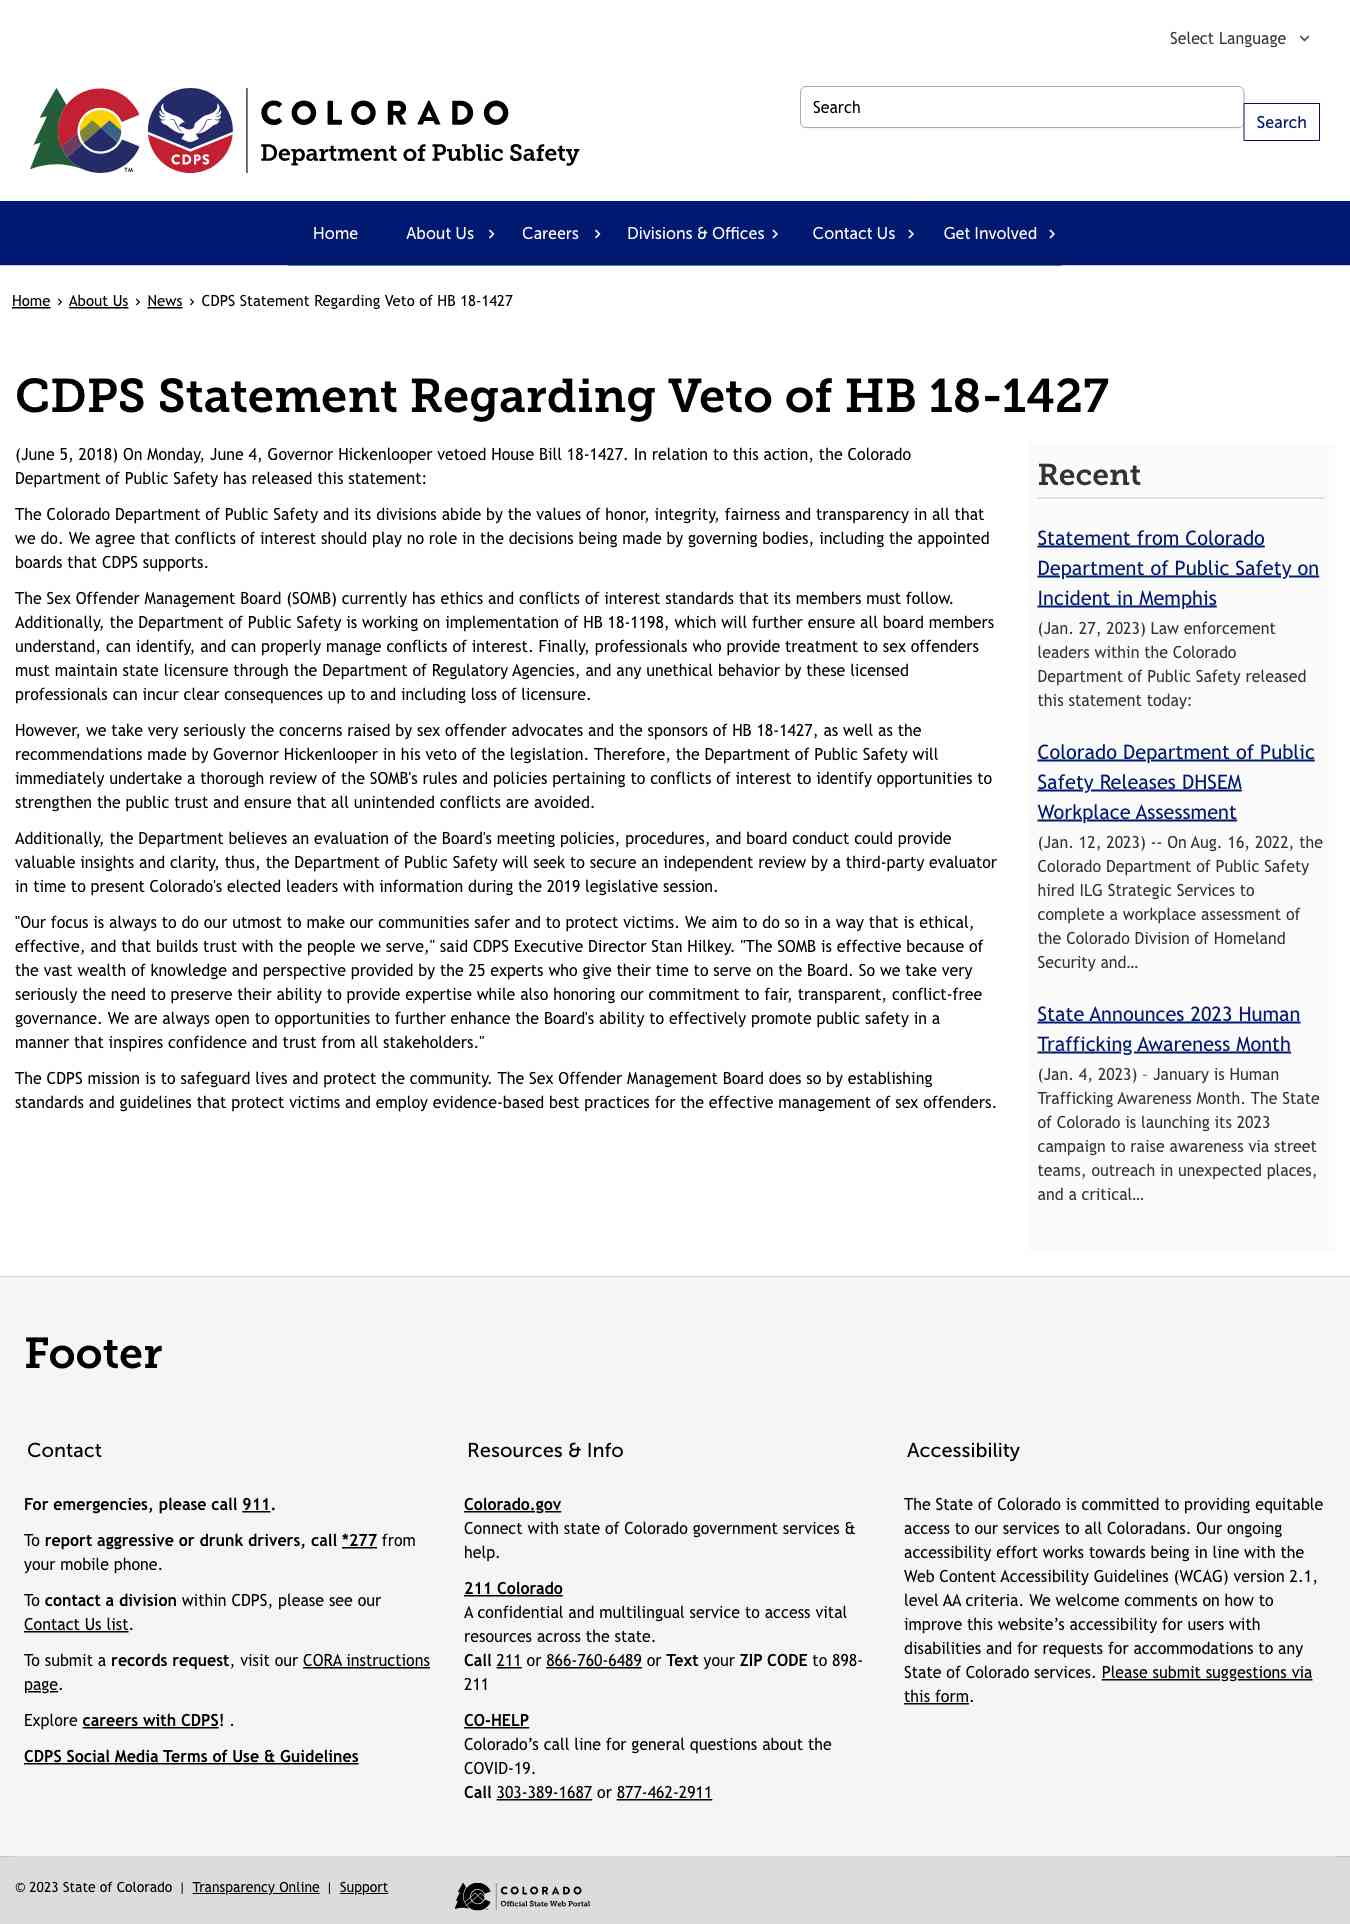 Select Language
COLORADO
Department of Public Safety
CDPS
TM
Search
Search
Home
About Us
Careers
Divisions & Offices
Contact Us
Get Involved
Home › About Us › News › CDPS Statement Regarding Veto of HB 18-1427
CDPS Statement Regarding Veto of HB 18-1427
(June 5, 2018) On Monday, June 4, Governor Hickenlooper vetoed House Bill 18-1427. In relation to this action, the Colorado
Department of Public Safety has released this statement:
The Colorado Department of Public Safety and its divisions abide by the values of honor, integrity, fairness and transparency in all that
we do. We agree that conflicts of interest should play no role in the decisions being made by governing bodies, including the appointed
boards that CDPS supports.
The Sex Offender Management Board (SOMB) currently has ethics and conflicts of interest standards that its members must follow.
Additionally, the Department of Public Safety is working on implementation of HB 18-1198, which will further ensure all board members
understand, can identify, and can properly manage conflicts of interest. Finally, professionals who provide treatment to sex offenders
must maintain state licensure through the Department of Regulatory Agencies, and any unethical behavior by these licensed
professionals can incur clear consequences up to and including loss of licensure.
However, we take very seriously the concerns raised by sex offender advocates and the sponsors of HB 18-1427, as well as the
recommendations made by Governor Hickenlooper in his veto of the legislation. Therefore, the Department of Public Safety will
immediately undertake a thorough review of the SOMB's rules and policies pertaining to conflicts of interest to identify opportunities to
strengthen the public trust and ensure that all unintended conflicts are avoided.
Additionally, the Department believes an evaluation of the Board's meeting policies, procedures, and board conduct could provide
valuable insights and clarity, thus, the Department of Public Safety will seek to secure an independent review by a third-party evaluator
in time to present Colorado's elected leaders with information during the 2019 legislative session.
"Our focus is always to do our utmost to make our communities safer and to protect victims. We aim to do so in a way that is ethical,
effective, and that builds trust with the people we serve," said CDPS Executive Director Stan Hilkey. "The SOMB is effective because of
the vast wealth of knowledge and perspective provided by the 25 experts who give their time to serve on the Board. So we take very
seriously the need to preserve their ability to provide expertise while also honoring our commitment to fair, transparent, conflict-free
governance. We are always open to opportunities to further enhance the Board's ability to effectively promote public safety in a
manner that inspires confidence and trust from all stakeholders."
The CDPS mission is to safeguard lives and protect the community. The Sex Offender Management Board does so by establishing
standards and guidelines that protect victims and employ evidence-based best practices for the effective management of sex offenders.
Recent
Statement from Colorado
Department of Public Safety on
Incident in Memphis
(Jan. 27, 2023) Law enforcement
leaders within the Colorado
Department of Public Safety released
this statement today:
Colorado Department of Public
Safety Releases DHSEM
Workplace Assessment
(Jan. 12, 2023) -- On Aug. 16, 2022, the
Colorado Department of Public Safety
hired ILG Strategic Services to
complete a workplace assessment of
the Colorado Division of Homeland
Security and…
State Announces 2023 Human
Trafficking Awareness Month
(Jan. 4, 2023) – January is Human
Trafficking Awareness Month. The State
of Colorado is launching its 2023
campaign to raise awareness via street
teams, outreach in unexpected places,
and a critical…
Footer
Contact
For emergencies, please call 911.
To report aggressive or drunk drivers, call *277 from
your mobile phone.
To contact a division within CDPS, please see our
Contact Us list.
To submit a records request, visit our CORA instructions
page.
Explore careers with CDPS! .
CDPS Social Media Terms of Use & Guidelines
Resources & Info
Colorado.gov
Connect with state of Colorado government services &
help.
211 Colorado
A confidential and multilingual service to access vital
resources across the state.
Call 211 or 866-760-6489 or Text your ZIP CODE to 898-
211
CO-HELP
Colorado’s call line for general questions about the
COVID-19.
Call 303-389-1687 or 877-462-2911
Accessibility
The State of Colorado is committed to providing equitable
access to our services to all Coloradans. Our ongoing
accessibility effort works towards being in line with the
Web Content Accessibility Guidelines (WCAG) version 2.1,
level AA criteria. We welcome comments on how to
improve this website’s accessibility for users with
disabilities and for requests for accommodations to any
State of Colorado services. Please submit suggestions via
this form.
© 2023 State of Colorado | Transparency Online | Support
COLORADO
Official State Web Portal